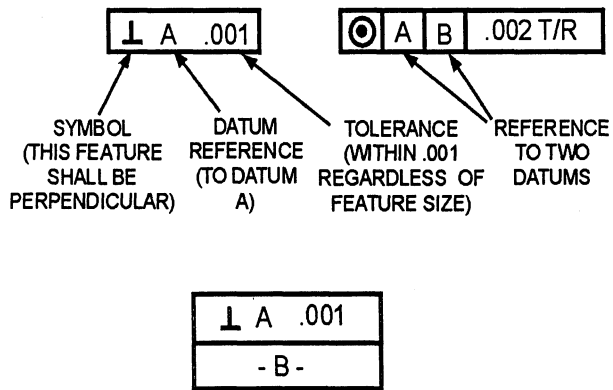 ⊥ A .001
◎ A B .002 T/R
SYMBOL
(THIS FEATURE
SHALL BE
PERPENDICULAR)
DATUM
REFERENCE
(TO DATUM
A)
TOLERANCE
(WITHIN .001
REGARDLESS OF
FEATURE SIZE)
REFERENCE
TO TWO
DATUMS
⊥ A .001
- B -